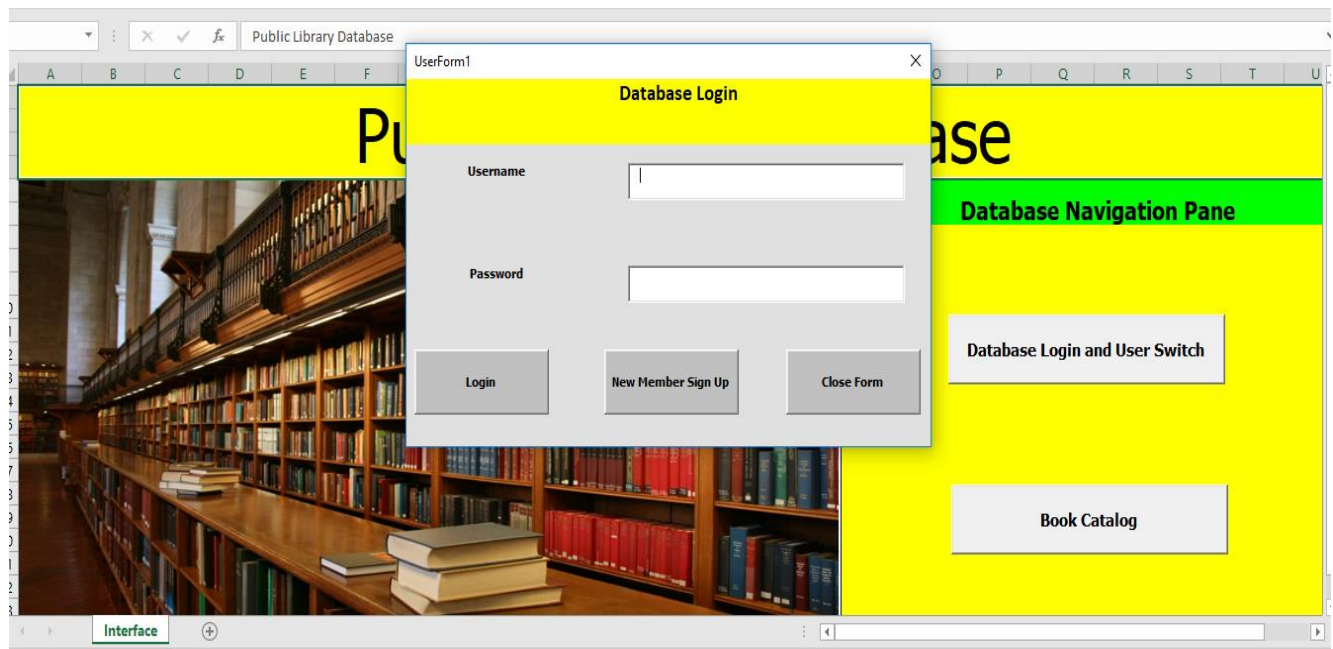 fx Public Library Database
UserForm1
A B C D E F O P Q R S T U
Database Login
Pu ase
Username
Database Navigation Pane
Password
Database Login and User Switch
Login New Member Sign Up Close Form
Book Catalog
Interface